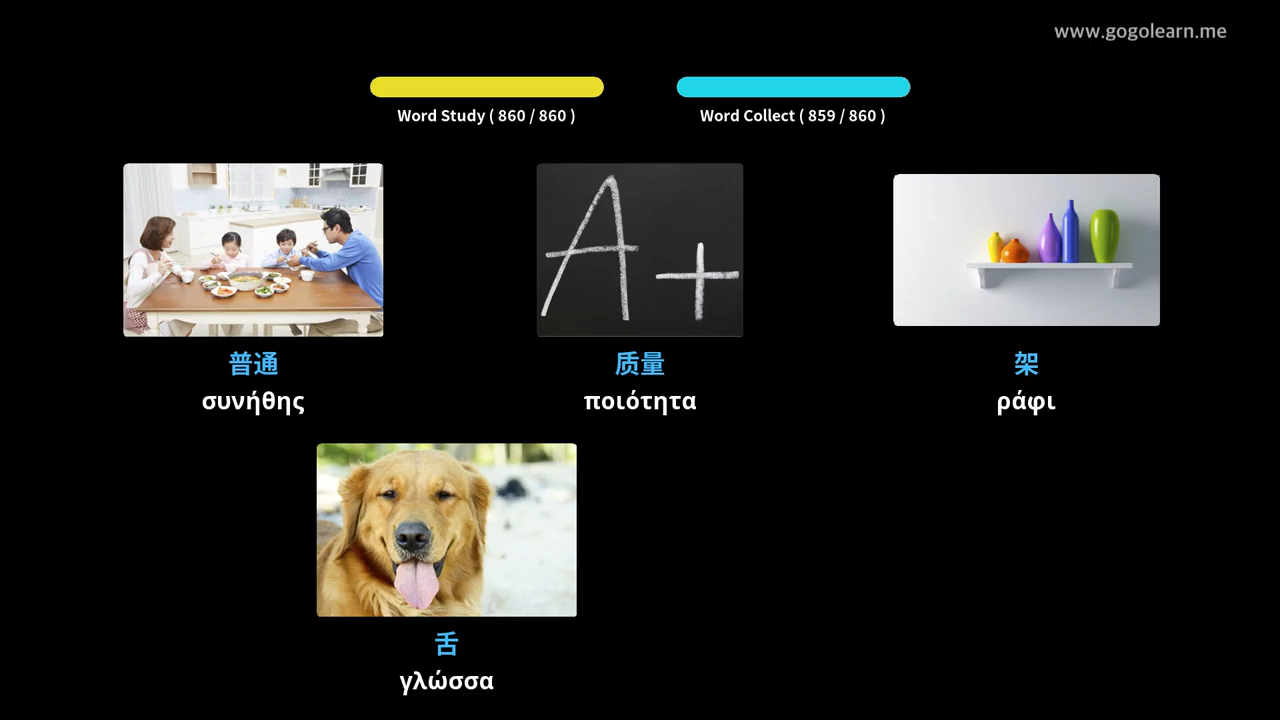 www.gogolearn.me
Word Study ( 860 / 860 )
Word Collect ( 859 / 860 )
A+
普通
συνήθης
质量
ποιότητα
架
ράφι
舌
γλώσσα